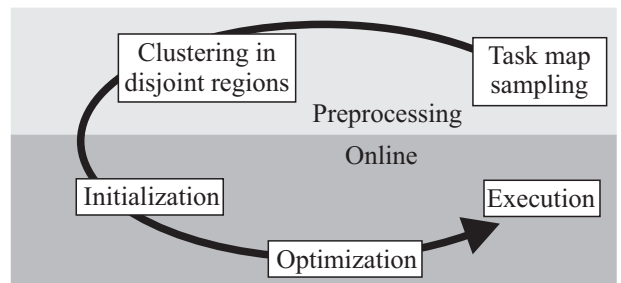 Clustering in
disjoint regions
Task map
sampling
Preprocessing
Online
Initialization
Execution
Optimization